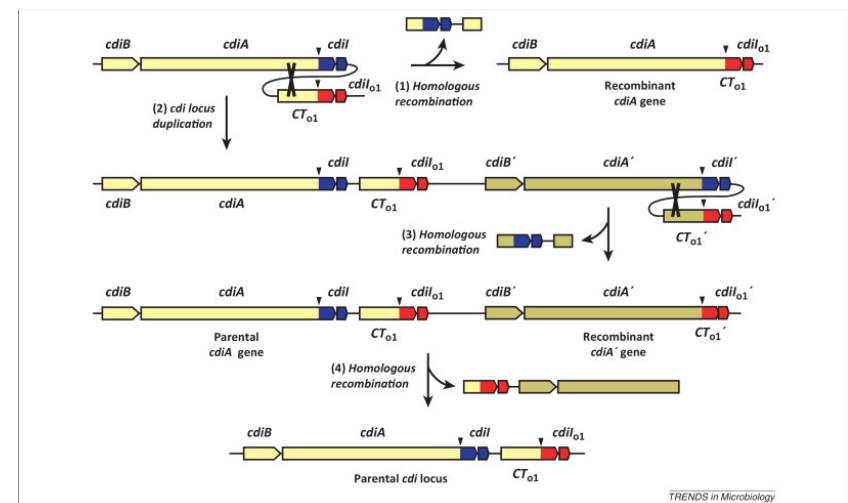 cdiB cdiA cdiI
cdiIo1
CTo1
(1) Homologous
recombination
cdiB cdiA cdiIo1
Recombinant
cdiA gene
CTo1
(2) cdi locus
duplication
cdiI cdiIo1 cdiB´ cdiA´ cdiI´
cdiB cdiA CTo1
cdiIo1´
CTo1´
(3) Homologous
recombination
cdiB cdiA cdiI cdiIo1 cdiB´ cdiA´ cdiIo1´
Parental
cdiA gene
CTo1
Recombinant
cdiA´ gene
CTo1´
(4) Homologous
recombination
cdiB cdiA cdiI cdiIo1
Parental cdi locus
CTo1
TRENDS in Microbiology